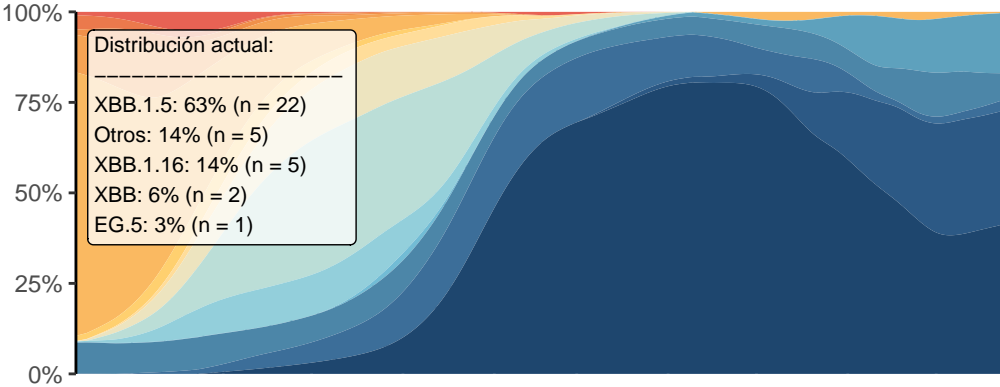 100%
75%
50%
25%
0%
Distribución actual:
--------------------
XBB.1.5: 63% (n = 22)
Otros: 14% (n = 5)
XBB.1.16: 14% (n = 5)
XBB: 6% (n = 2)
EG.5: 3% (n = 1)